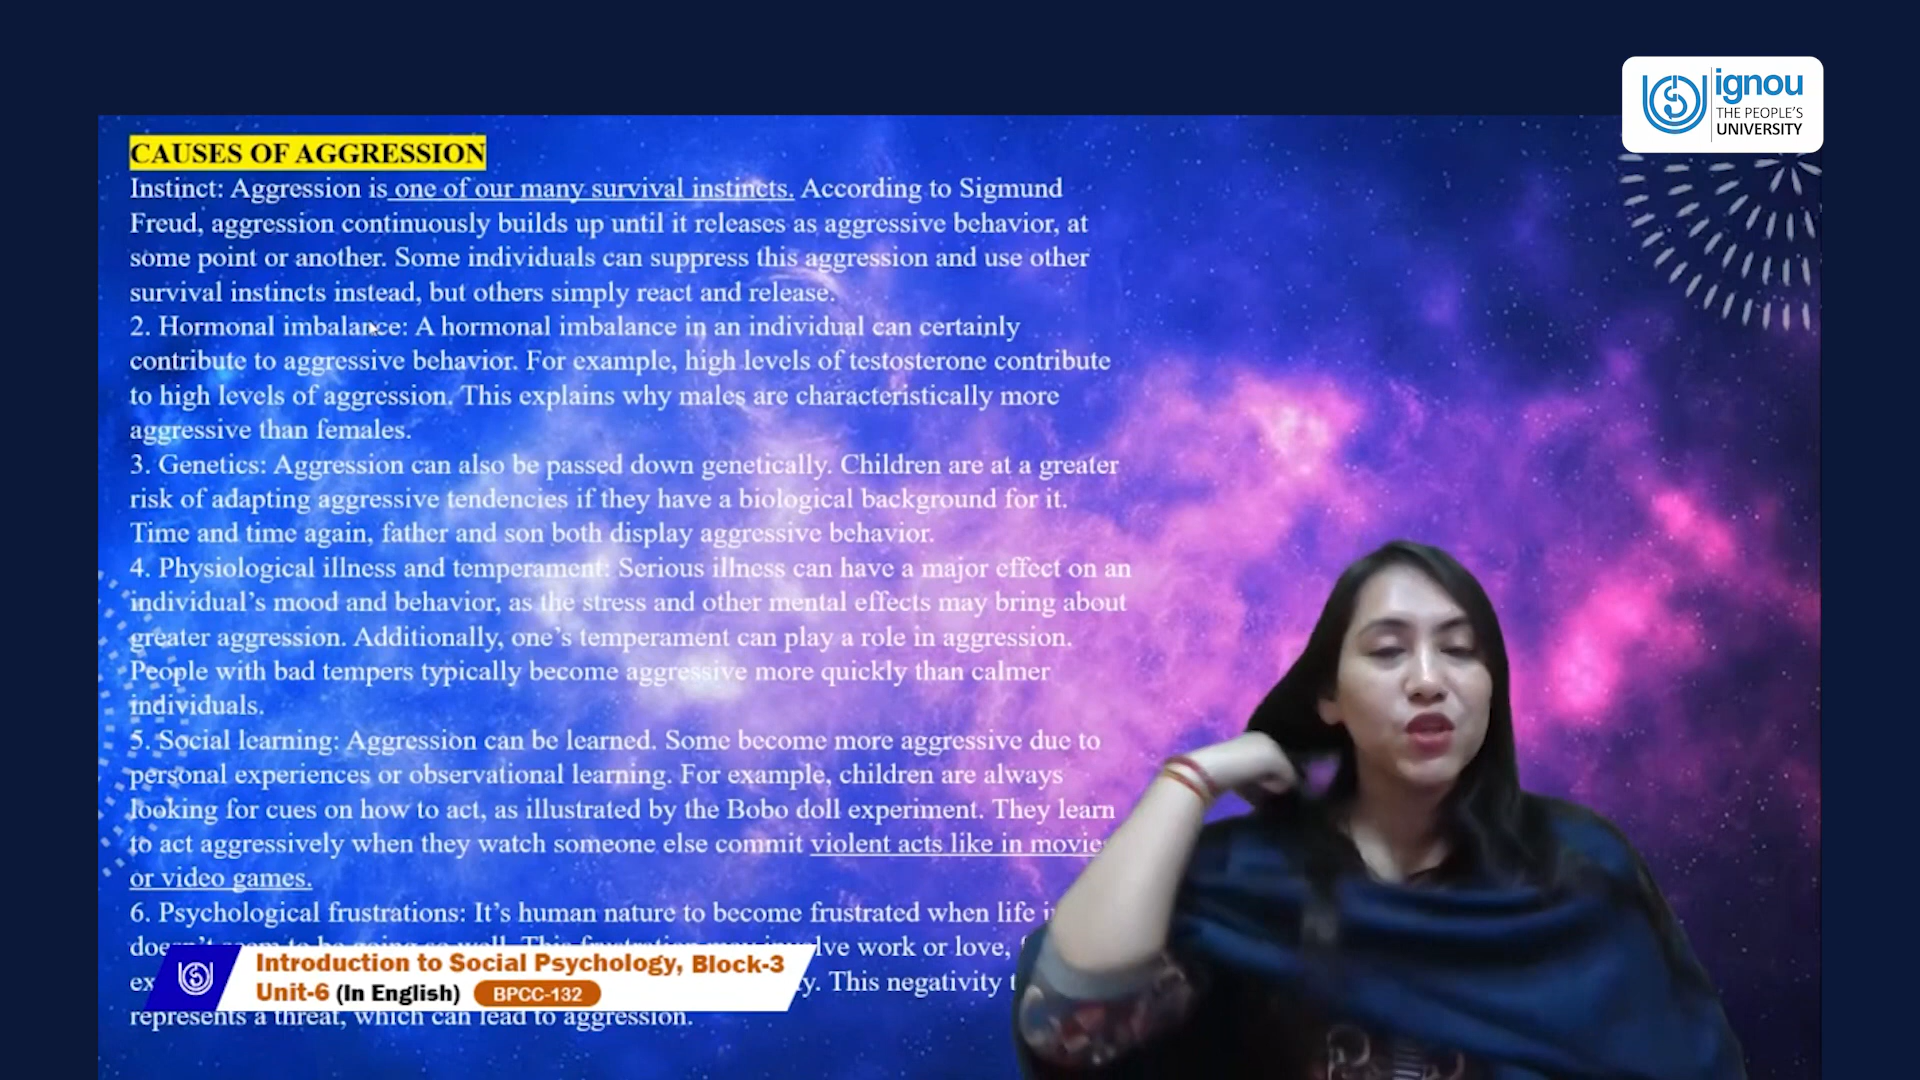 ignou
THE PEOPLE'S
UNIVERSITY
CAUSES OF AGGRESSION
Instinct: Aggression is one of our many survival instincts. According to Sigmund
Freud, aggression continuously builds up until it releases as aggressive behavior, at
some point or another. Some individuals can suppress this aggression and use other
survival instincts instead, but others simply react and release.
2. Hormonal imbalance: A hormonal imbalance in an individual can certainly
contribute to aggressive behavior. For example, high levels of testosterone contribute
to high levels of aggression. This explains why males are characteristically more
aggressive than females.
3. Genetics: Aggression can also be passed down genetically. Children are at a greater
risk of adapting aggressive tendencies if they have a biological background for it.
Time and time again, father and son both display aggressive behavior.
4. Physiological illness and temperament: Serious illness can have a major effect on an
individual's mood and behavior, as the stress and other mental effects may bring about
greater aggression. Additionally, one's temperament can play a role in aggression.
People with bad tempers typically become aggressive more quickly than calmer
individuals.
5. Social learning: Aggression can be learned. Some become more aggressive due to
personal experiences or observational learning. For example, children are always
looking for cues on how to act, as illustrated by the Bobo doll experiment. They learn
to act aggressively when they watch someone else commit violent acts like in movies
or video games.
6. Psychological frustrations: It's human nature to become frustrated when life
work or love,
This negativity
represents a threat, which can lead to aggression.
Introduction to Social Psychology, Block-3
Unit-6 (In English) BPCC-132